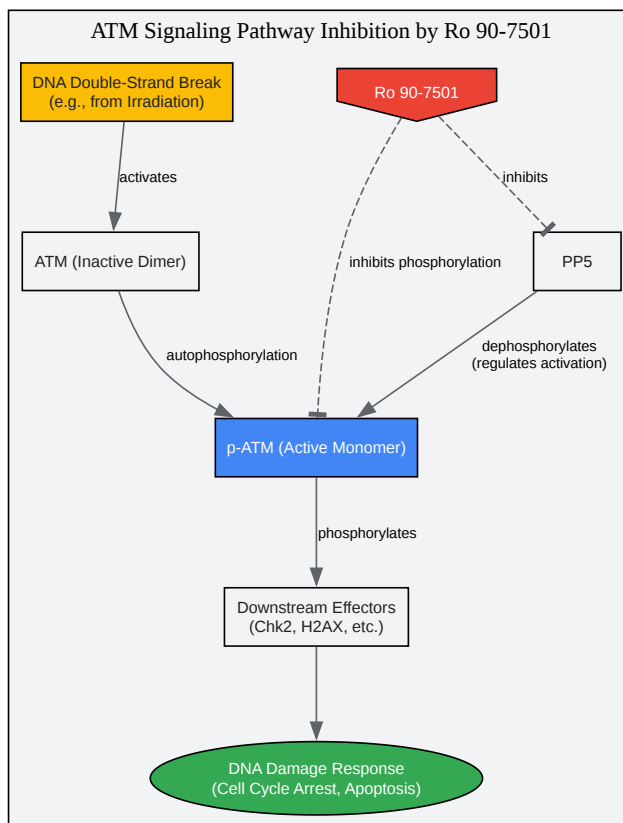 ATM Signaling Pathway Inhibition by Ro 90-7501
DNA Double-Strand Break
(e.g., from Irradiation)
Ro 90-7501
activates
inhibits
ATM (Inactive Dimer)
inhibits phosphorylation
PP5
autophosphorylation
dephosphorylates
(regulates activation)
p-ATM (Active Monomer)
phosphorylates
Downstream Effectors
(Chk2, H2AX, etc.)
DNA Damage Response
(Cell Cycle Arrest, Apoptosis)